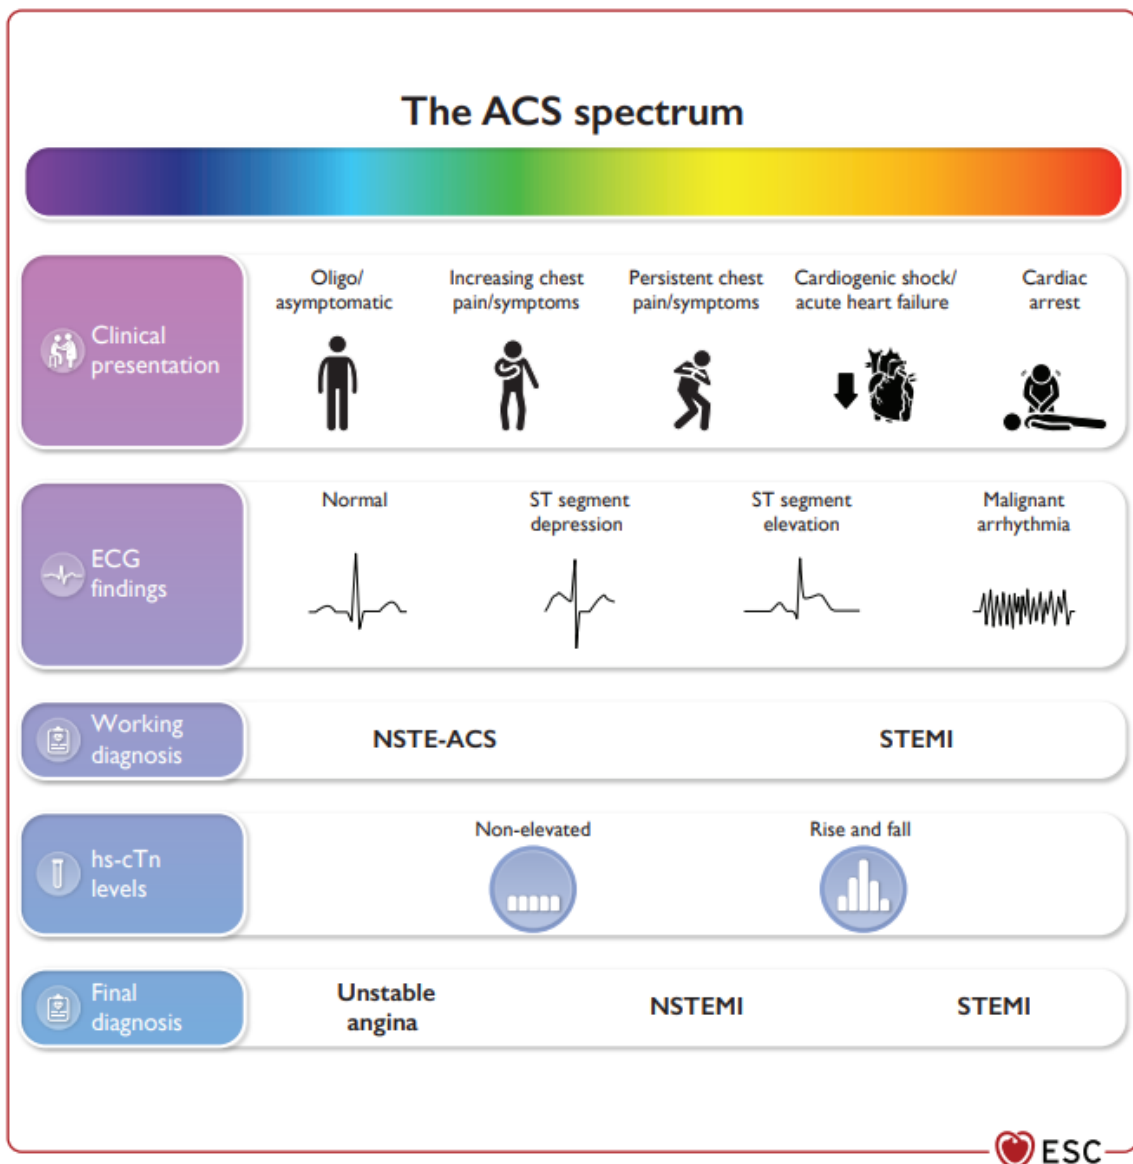 The ACS spectrum
Clinical
presentation
Oligo/
asymptomatic
Increasing chest
pain/symptoms
Persistent chest
pain/symptoms
Cardiogenic shock/
acute heart failure
Cardiac
arrest
ECG
findings
Normal
ST segment
depression
ST segment
elevation
Malignant
arrhythmia
Working
diagnosis
NSTE-ACS
STEMI
hs-cTn
levels
Non-elevated
Rise and fall
Final
diagnosis
Unstable
angina
NSTEMI
STEMI
ESC